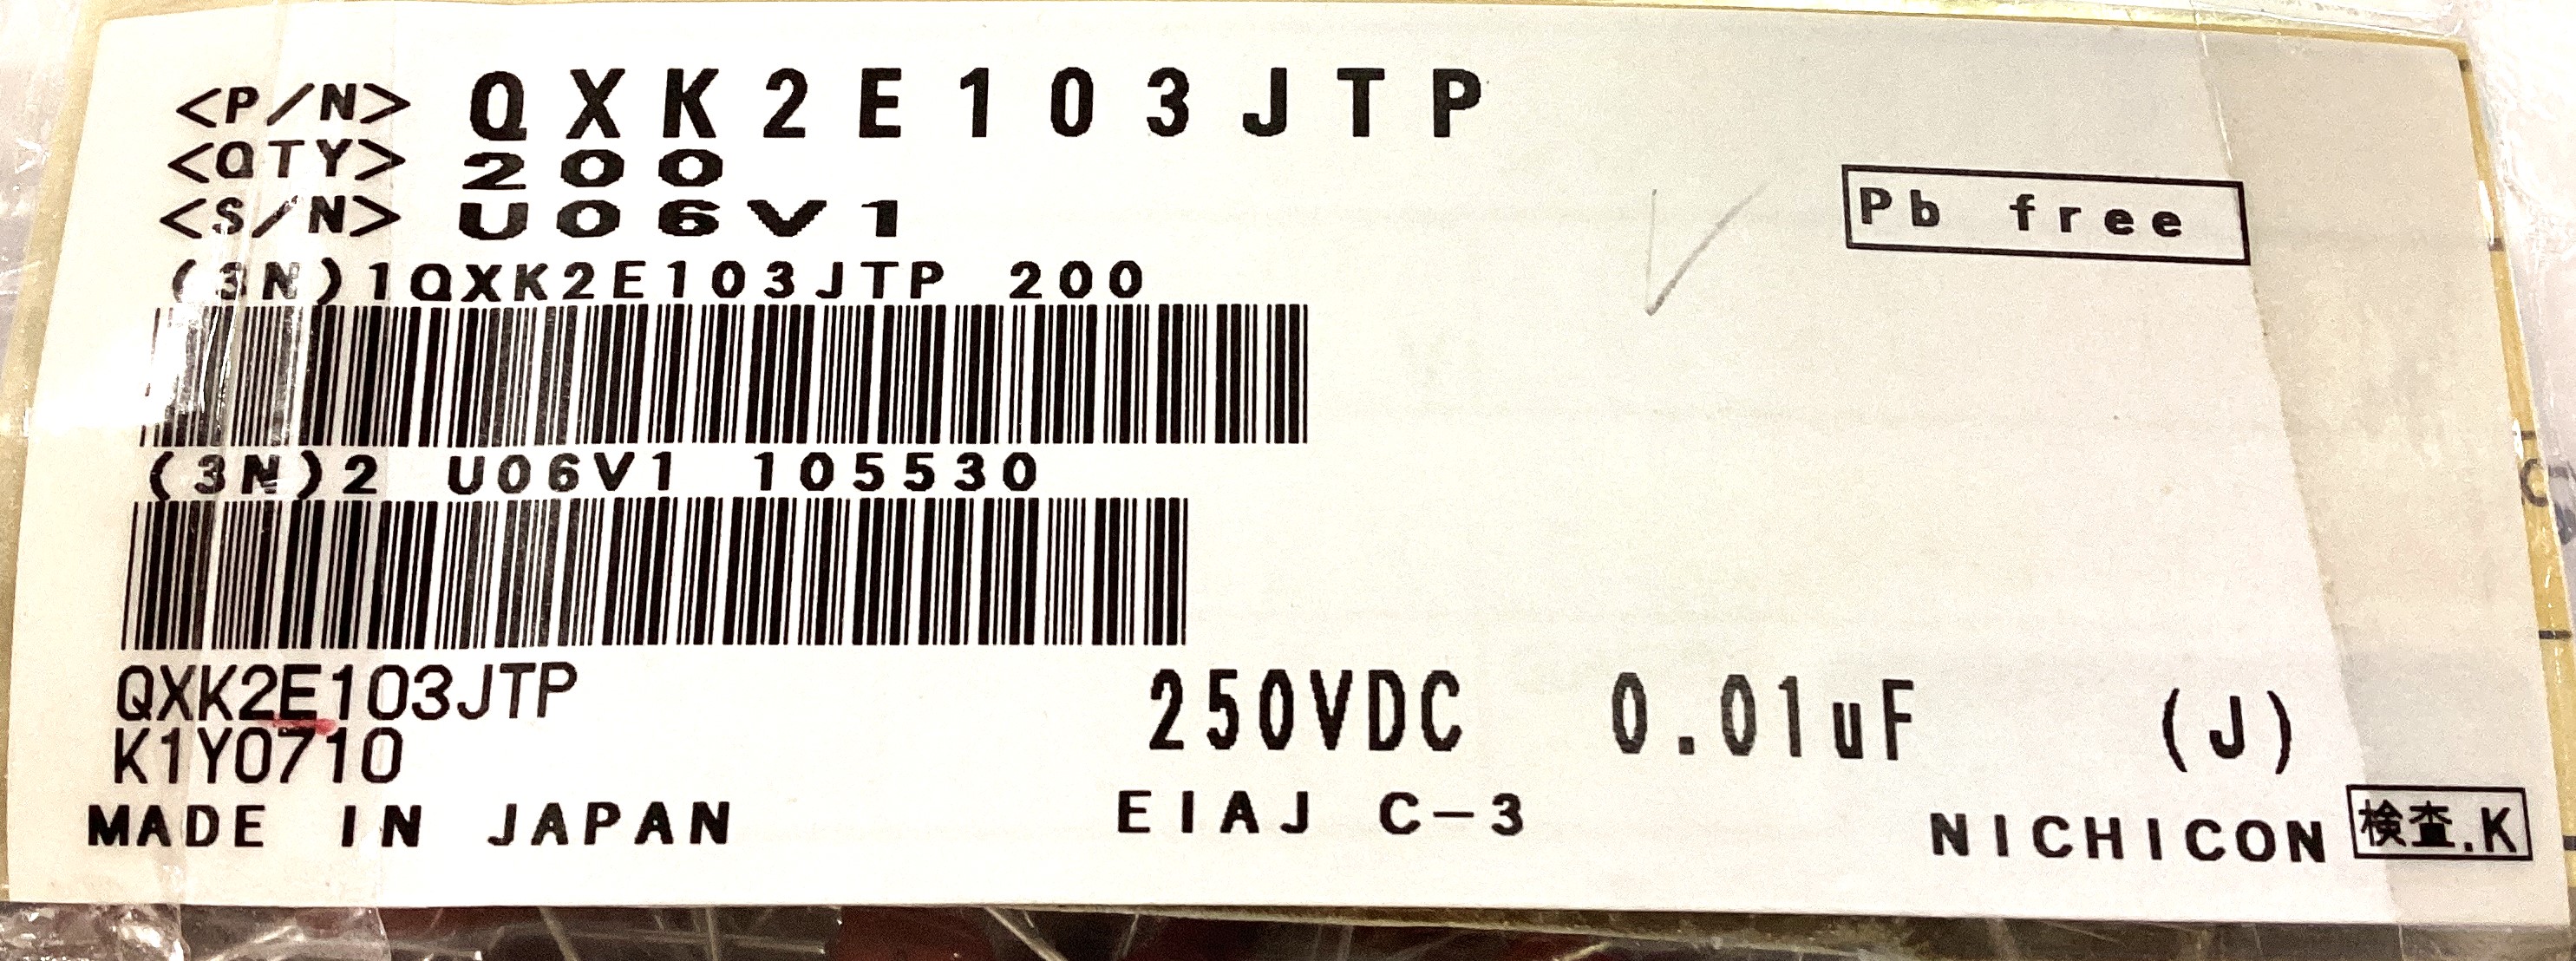 <P/N> QXK2E103JTP
<QTY> 200
<S/N> U06V1
Pb free
(3N)1QXK2E103JTP 200
(3N)2 U06V1 105530
QXK2E103JTP
K1Y0710
250VDC 0.01uF (J)
MADE IN JAPAN
EIAJ C-3
NICHICON
検査.K